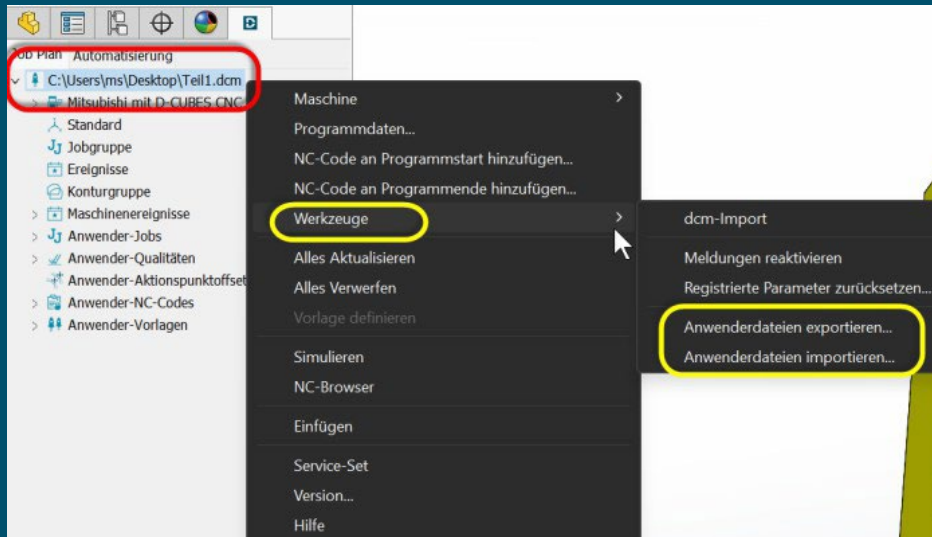 Job Plan Automatisierung
C:\Users\ms\Desktop\Teil1.dcm
Mitsubishi mit D-CUBES CNC
Standard
Jobgruppe
Ereignisse
Konturgruppe
Maschinenereignisse
Anwender-Jobs
Anwender-Qualitäten
Anwender-Aktionspunktoffset
Anwender-NC-Codes
Anwender-Vorlagen
Maschine
Programmdaten...
NC-Code an Programmstart hinzufügen...
NC-Code an Programmende hinzufügen...
Werkzeuge
Alles Aktualisieren
Alles Verwerfen
Vorlage definieren
Simulieren
NC-Browser
Einfügen
Service-Set
Version...
Hilfe
dcm-Import
Meldungen reaktivieren
Registrierte Parameter zurücksetzen...
Anwenderdateien exportieren...
Anwenderdateien importieren...